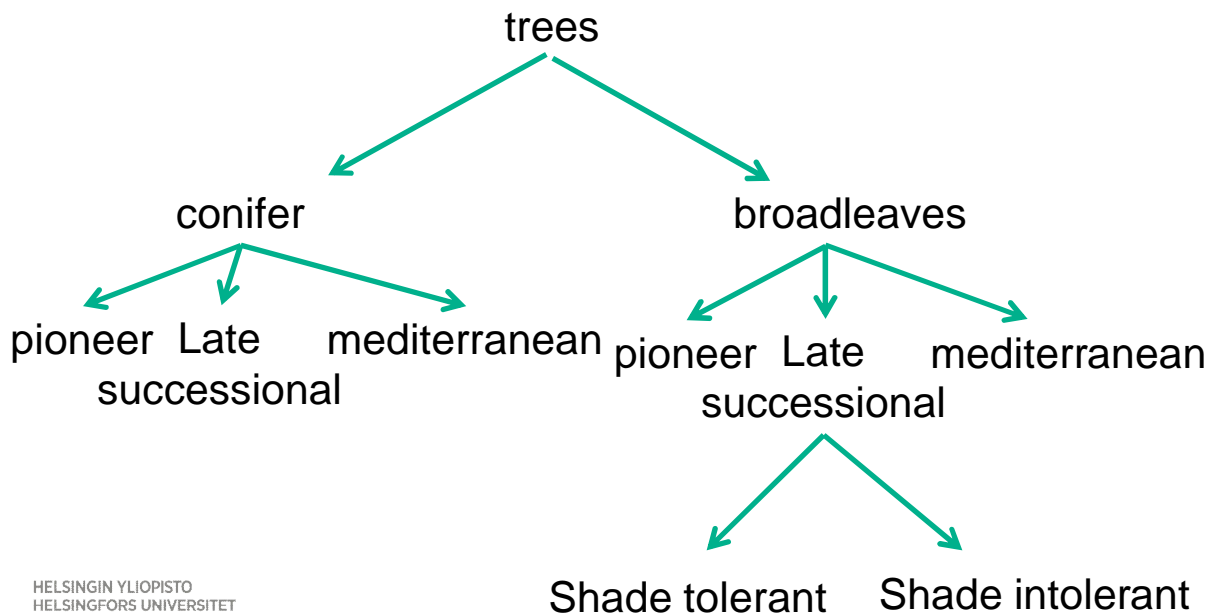 trees
conifer
broadleaves
pioneer
Late
successional
mediterranean
pioneer
Late
successional
mediterranean
Shade tolerant
Shade intolerant
HELSINGIN YLIOPISTO
HELSINGFORS UNIVERSITET